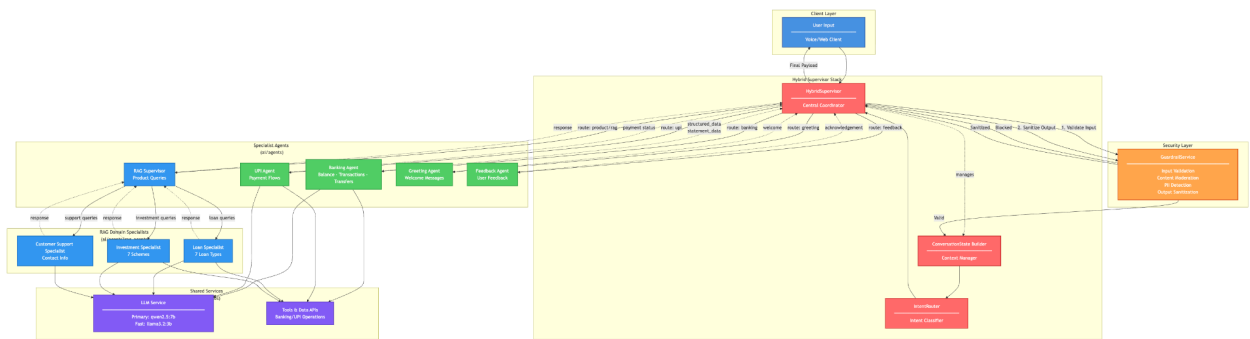 Client Layer
User Input
Voice/Web Client
Final Payload
Hybrid Supervisor Stack
HybridSupervisor
Central Coordinator
response
route: product/rag
payment status
route: upi
structured_data
statement_data
route: banking
welcome
route: greeting
acknowledgement
route: feedback
Sanitized
Blocked
2. Sanitize Output
1. Validate Input
Specialist Agents
(ai/agents)
RAG Supervisor
Product Queries
UPI Agent
Payment Flows
Banking Agent
Balance · Transactions ·
Transfers
Greeting Agent
Welcome Messages
Feedback Agent
User Feedback
Security Layer
GuardrailService
Input Validation
Content Moderation
PII Detection
Output Sanitization
manages
Valid
response
support queries
response
investment queries
response
loan queries
RAG Domain Specialists
Customer Support
Specialist
Contact Info
Investment Specialist
7 Schemes
Loan Specialist
7 Loan Types
ConversationState Builder
Context Manager
IntentRouter
Intent Classifier
Shared Services
LLM Service
Primary: qwen2.5:7b
Fast: llama3.2:3b
Tools & Data APIs
Banking/UPI Operations